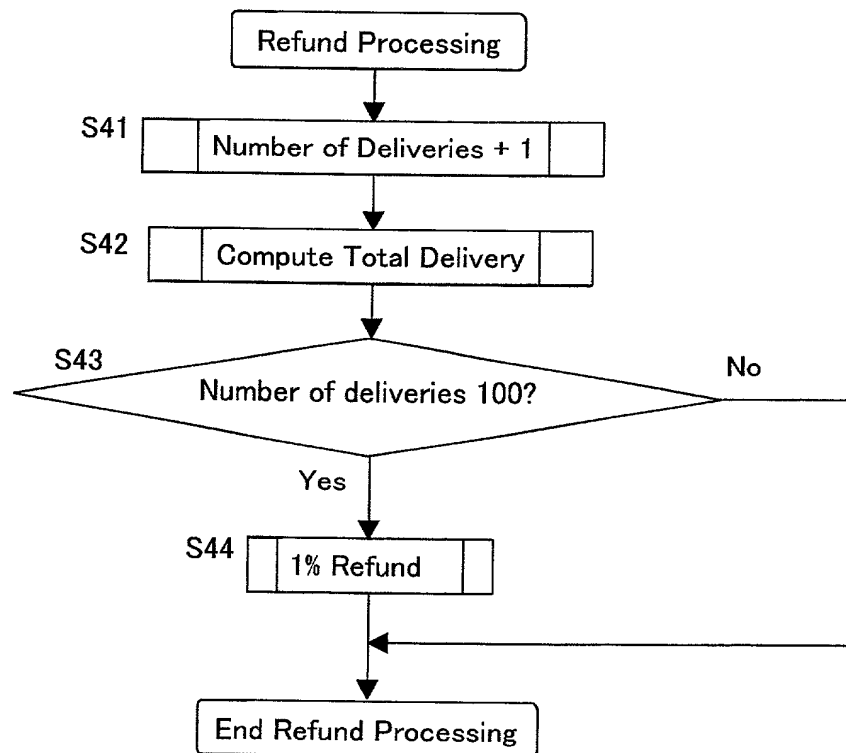 Refund Processing
S41
Number of Deliveries + 1
S42
Compute Total Delivery
S43
Number of deliveries 100?
No
Yes
S44
1% Refund
End Refund Processing